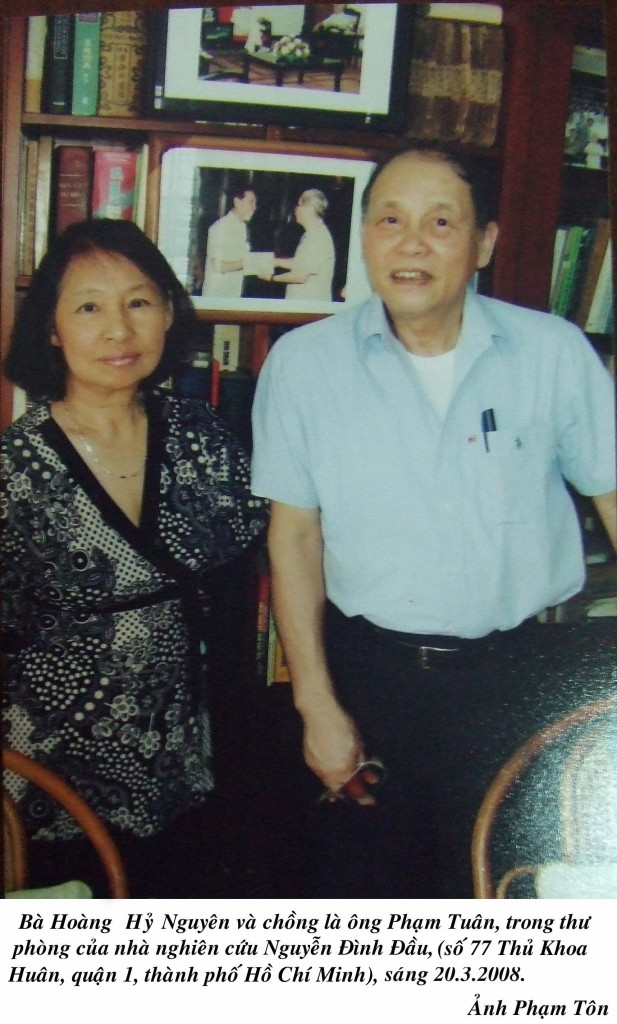 Bà Hoàng Hỷ Nguyên và chồng là ông Phạm Tuân, trong thư
phòng của nhà nghiên cứu Nguyễn Đình Đầu, (số 77 Thủ Khoa
Huân, quận 1, thành phố Hồ Chí Minh), sáng 20.3.2008.
Ảnh Phạm Tôn